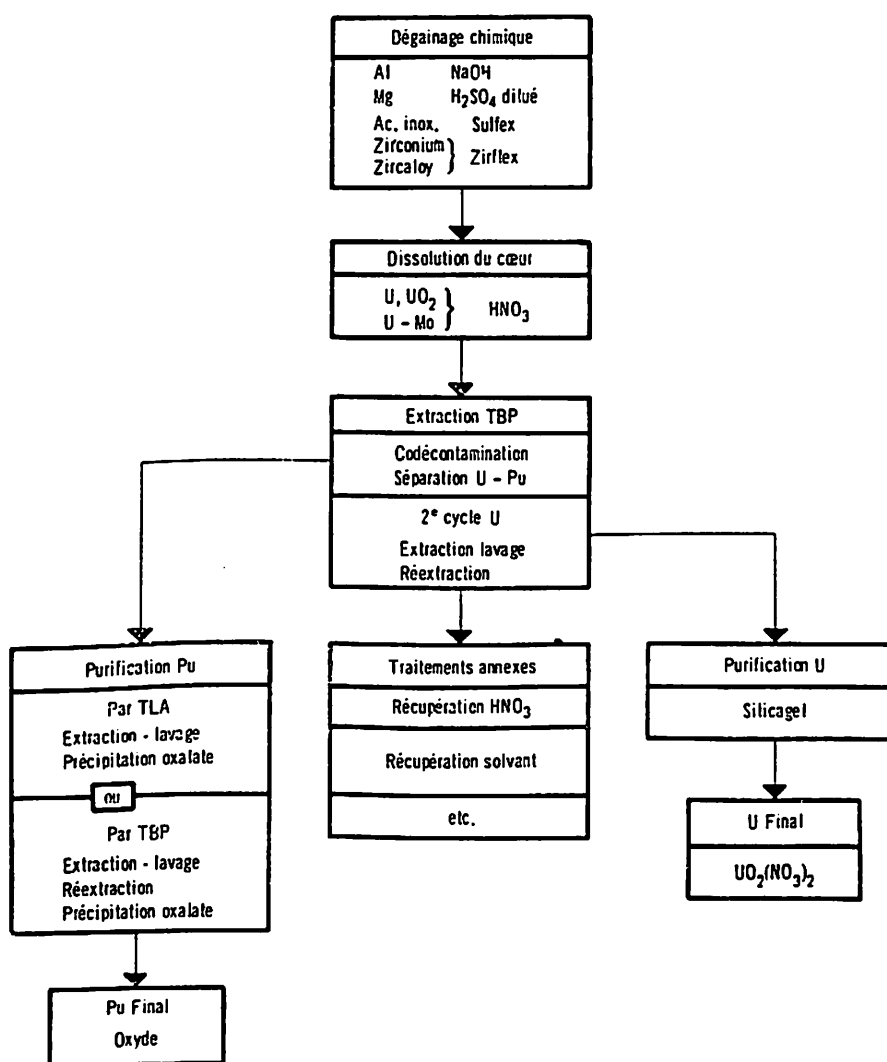 Dégainage chimique
Al NaOH
Mg H₂SO₄ dilué
Ac. inox. Sulfex
Zirconium
Zircaloy } Zirflex
Dissolution du cœur
U, UO₂
U - Mo } HNO₃
Extraction TBP
Codécontamination
Séparation U - Pu
2ᵉ cycle U
Extraction lavage
Réextraction
Purification Pu
Par TLA
Extraction - lavage
Précipitation oxalate
ou
Par TBP
Extraction - lavage
Réextraction
Précipitation oxalate
Pu Final
Oxyde
Traitements annexes
Récupération HNO₃
Récupération solvant
etc.
Purification U
Silicagel
U Final
UO₂(NO₃)₂